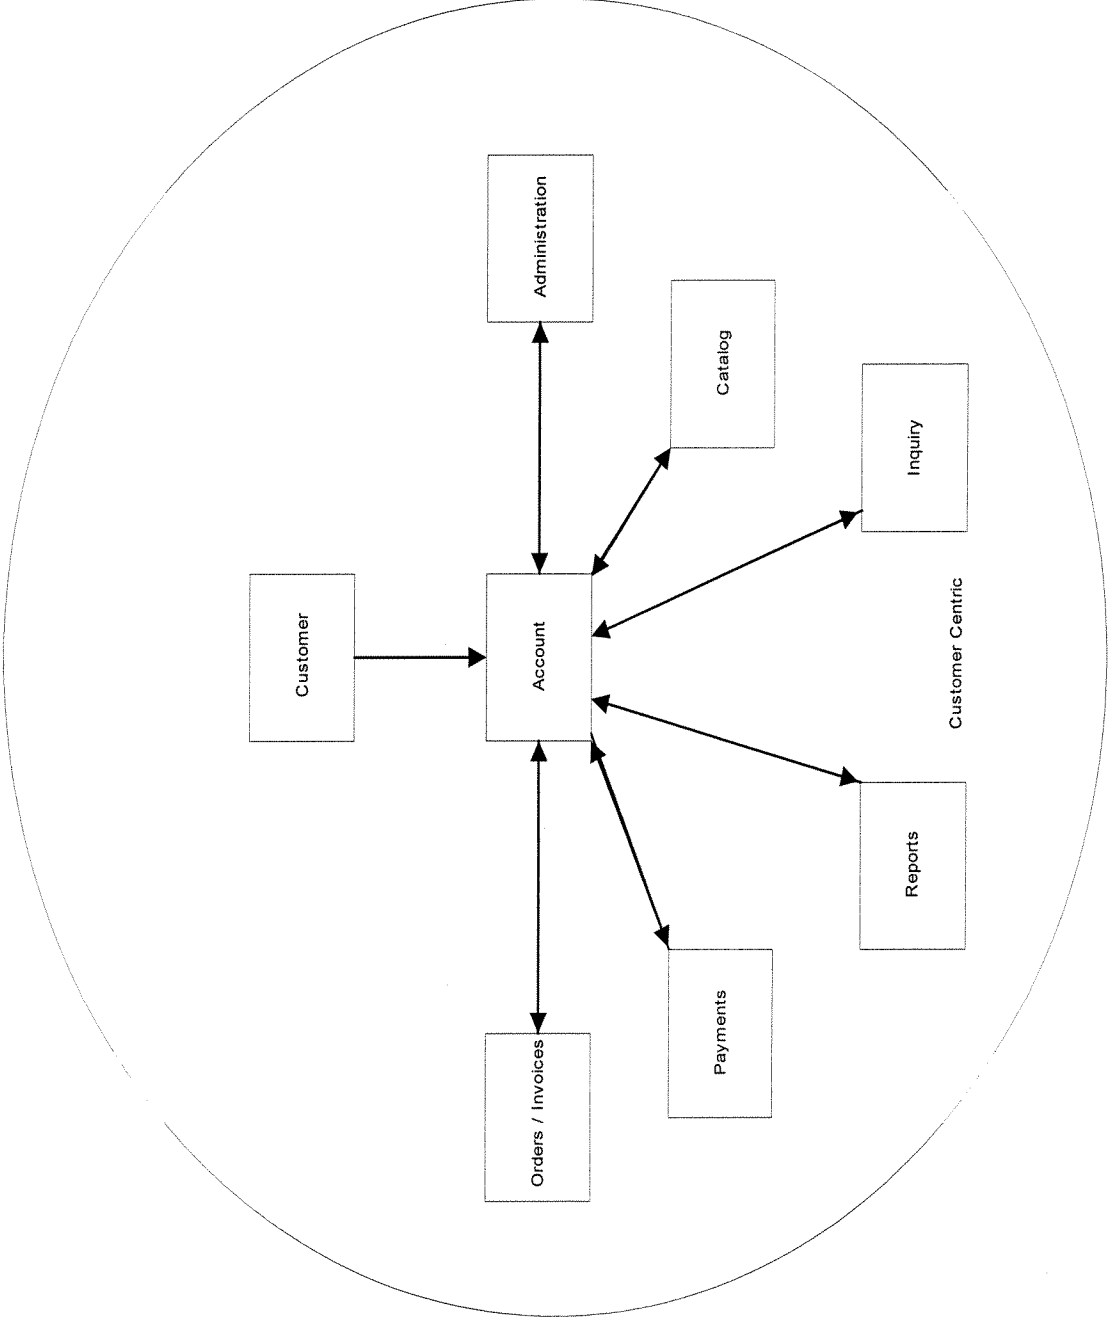 Customer
Orders / Invoices
Account
Administration
Payments
Catalog
Reports
Inquiry
Customer Centric